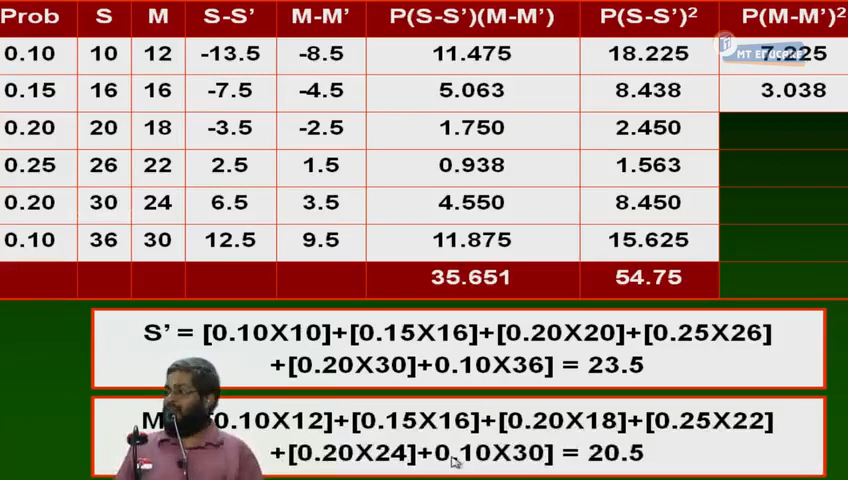 Prob S M S-S’ M-M’ P(S-S’)(M-M’) P(S-S’)² P(M-M’)²
0.10 10 12 -13.5 -8.5 11.475 18.225 7.225
MT EDUCARE
0.15 16 16 -7.5 -4.5 5.063 8.438 3.038
0.20 20 18 -3.5 -2.5 1.750 2.450
0.25 26 22 2.5 1.5 0.938 1.563
0.20 30 24 6.5 3.5 4.550 8.450
0.10 36 30 12.5 9.5 11.875 15.625
35.651 54.75
S’ = [0.10X10]+[0.15X16]+[0.20X20]+[0.25X26]
+[0.20X30]+0.10X36] = 23.5
M 0.10X12]+[0.15X16]+[0.20X18]+[0.25X22]
+[0.20X24]+0.10X30] = 20.5